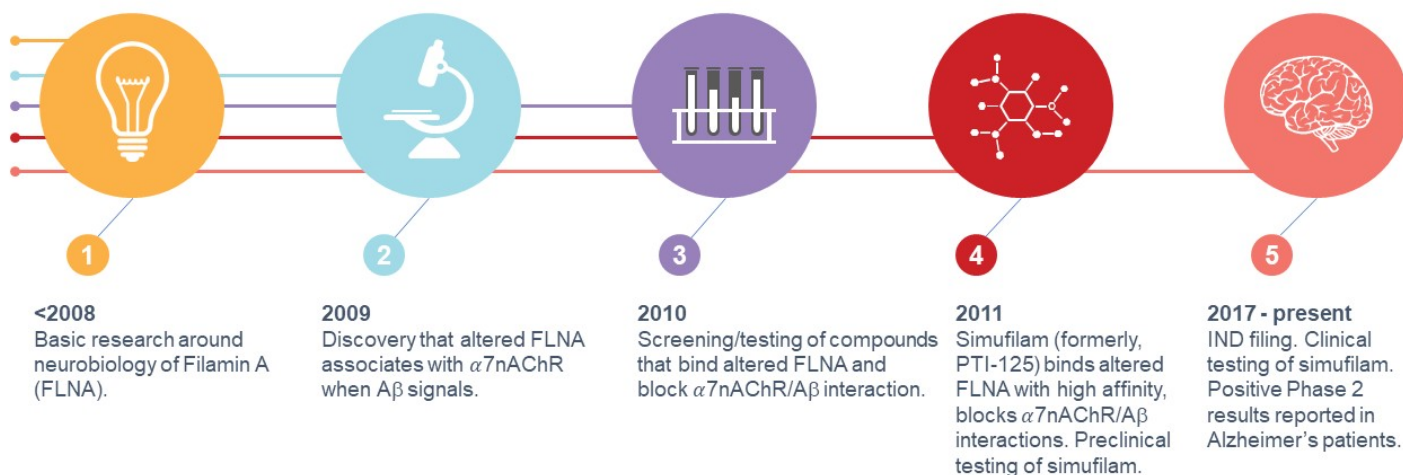 1
<2008
Basic research around
neurobiology of Filamin A
(FLNA).
2
2009
Discovery that altered FLNA
associates with α7nAChR
when Aβ signals.
3
2010
Screening/testing of compounds
that bind altered FLNA and
block α7nAChR/Aβ interaction.
4
2011
Simufilam (formerly,
PTI-125) binds altered
FLNA with high affinity,
blocks α7nAChR/Aβ
interactions. Preclinical
testing of simufilam.
5
2017 - present
IND filing. Clinical
testing of simufilam.
Positive Phase 2
results reported in
Alzheimer’s patients.